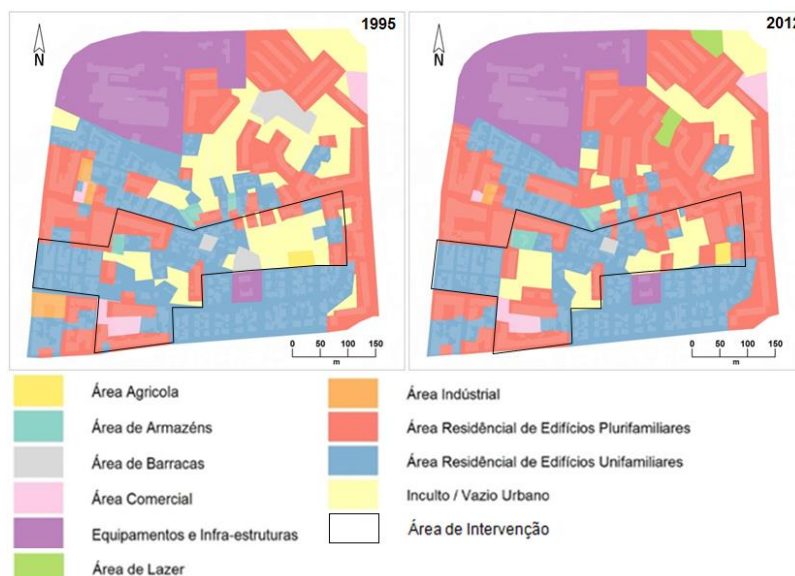 1995
N
0 50 100 150
m
2012
N
0 50 100 150
m
Área Agricola
Área de Armazéns
Área de Barracas
Área Comercial
Equipamentos e Infra-estruturas
Área de Lazer
Área Indústrial
Área Residêncial de Edifícios Plurifamiliares
Área Residêncial de Edifícios Unifamiliares
Inculto / Vazio Urbano
Área de Intervenção